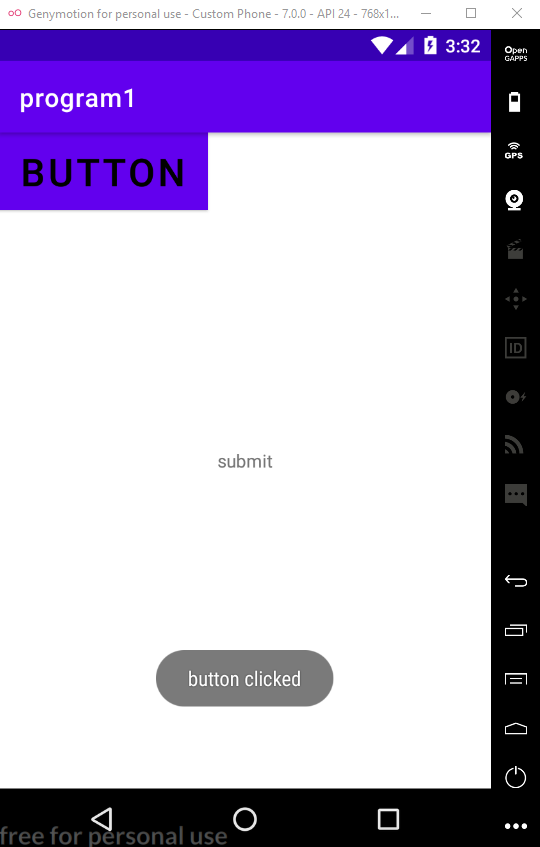 Genymotion for personal use - Custom Phone - 7.0.0 - API 24 - 768x1...
3:32
Open
GAPPS
program1
GPS
BUTTON
ID
submit
button clicked
free for personal use